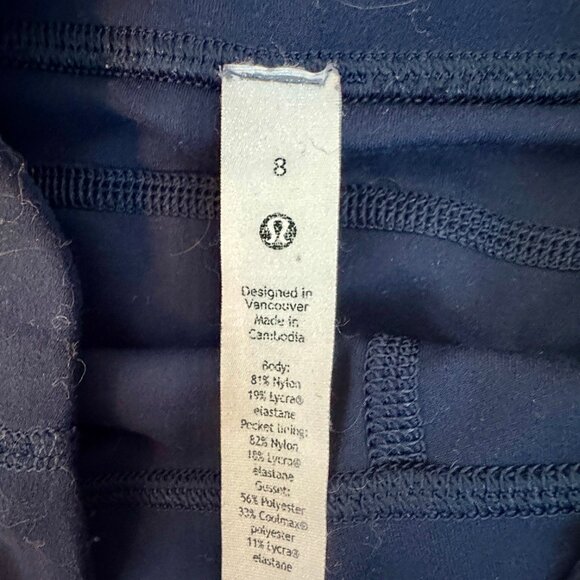 8
Designed in
Vancouver
Made in
Cambodia
Body:
81% Nylon
19% Lycra®
elastane
Pocket lining:
82% Nylon
18% Lycra®
elastane
Gusset:
56% Polyester
33% Coolmax®
polyester
11% Lycra®
elastane